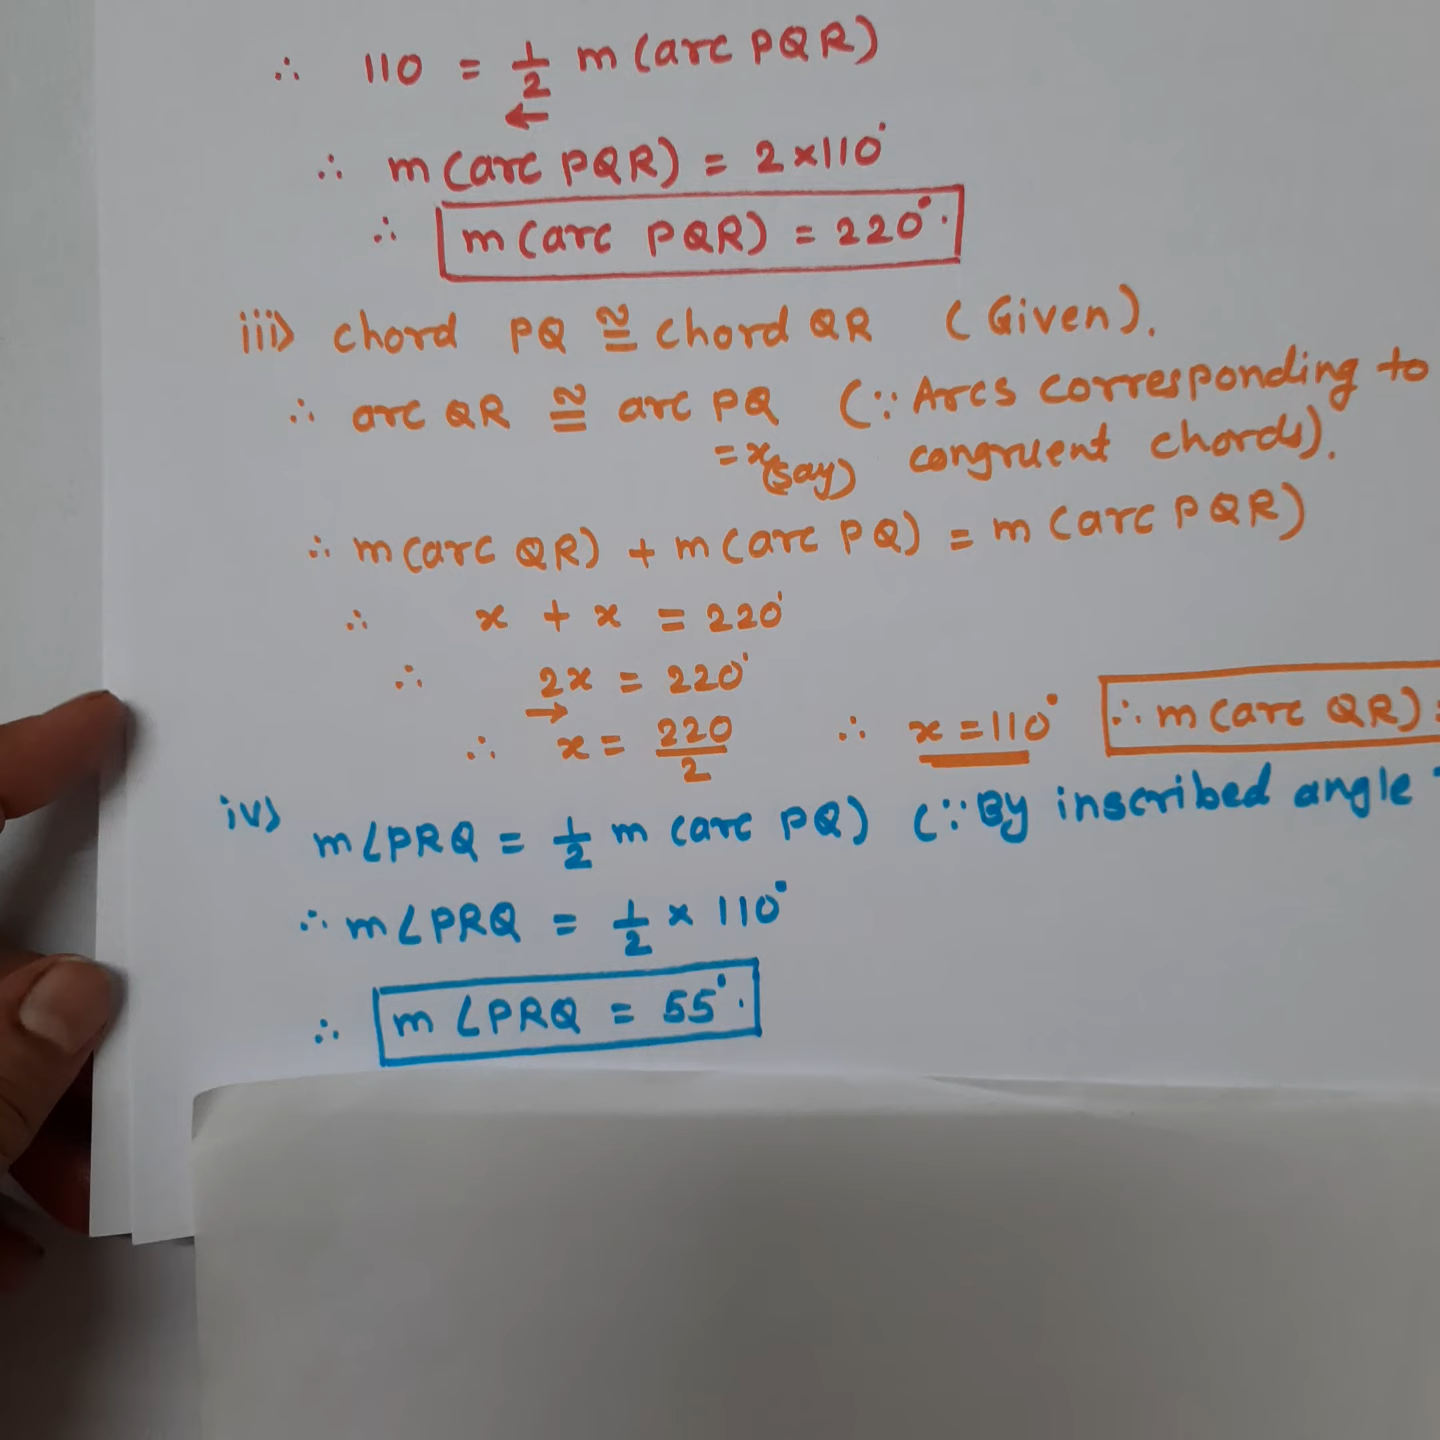 ∴ 110 = 1/2 m (arc PQR)
∴ m (arc PQR) = 2×110°
∴ m (arc PQR) = 220°.
iii) chord PQ ≅ chord QR (Given).
∴ arc QR ≅ arc PQ (∵ Arcs corresponding to
= x (say) congruent chords).
∴ m (arc QR) + m (arc PQ) = m (arc PQR)
∴ x + x = 220°
∴ 2x = 220°
∴ x = 220/2 ∴ x = 110° ∴ m (arc QR) =
iv) m∠PRQ = 1/2 m (arc PQ) (∵ By inscribed angle
∴ m∠PRQ = 1/2 × 110°
∴ m∠PRQ = 55°.